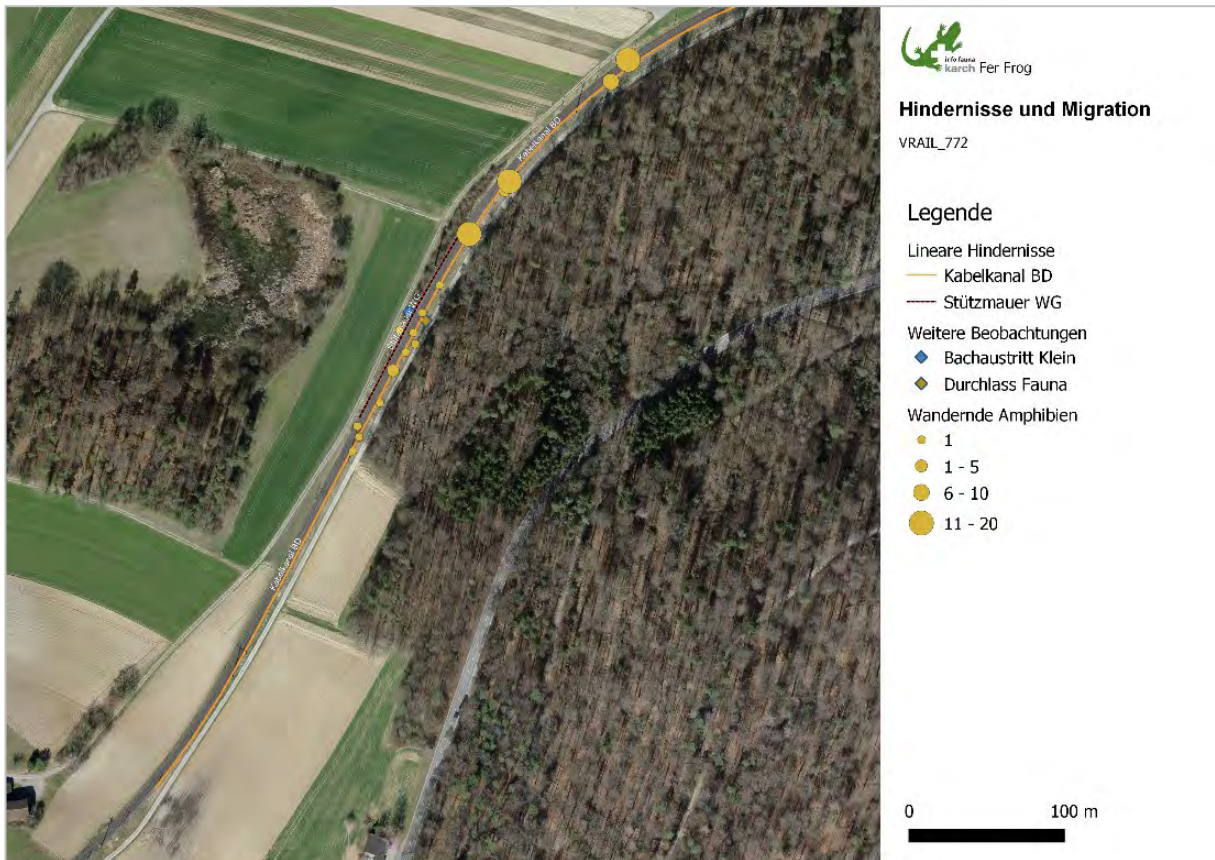 info fauna
karch Fer Frog
Hindernisse und Migration
VRAIL_772
Legende
Lineare Hindernisse
Kabelkanal BD
Stützmauer WG
Weitere Beobachtungen
Bachaustritt Klein
Durchlass Fauna
Wandernde Amphibien
1
1 - 5
6 - 10
11 - 20
0 100 m
Kabelkanal BD
WG
Kabelkanal BD